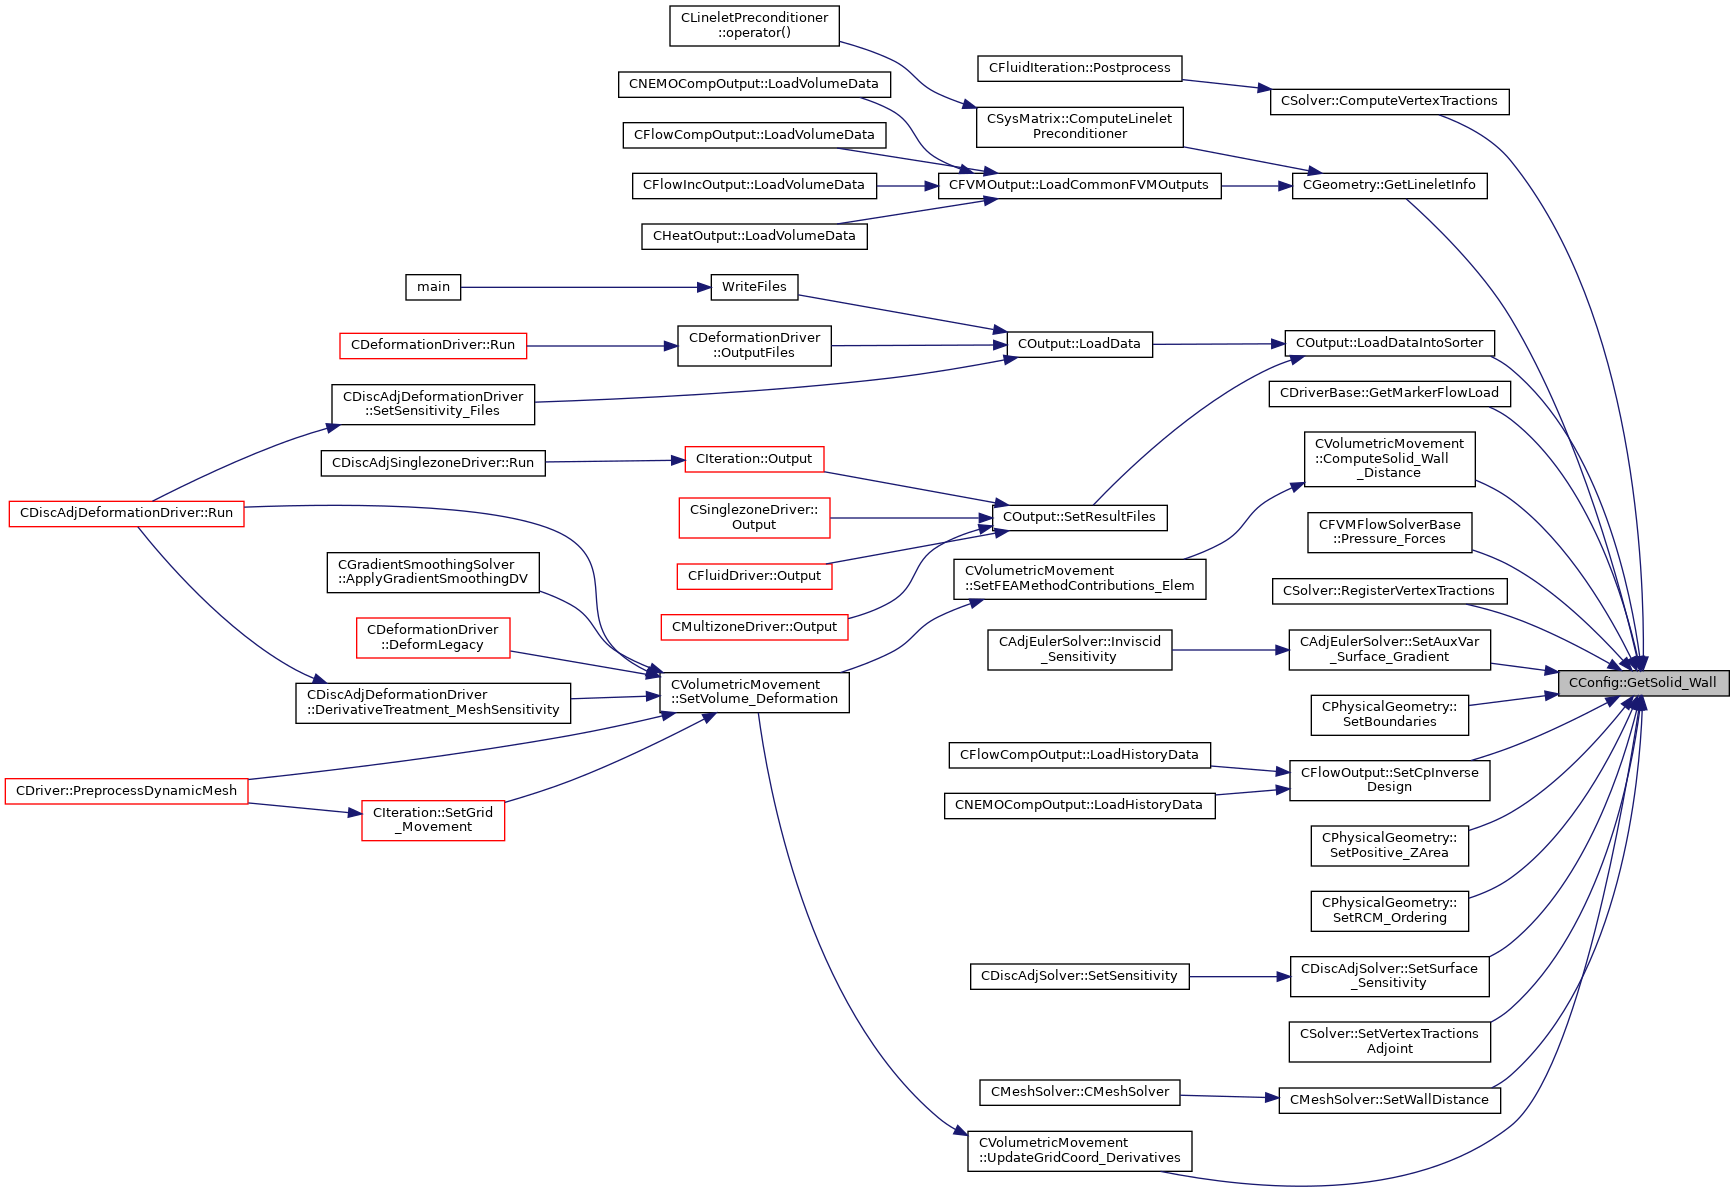 CLineletPreconditioner
::operator()
CFluidIteration::Postprocess
CNEMOCompOutput::LoadVolumeData
CSolver::ComputeVertexTractions
CSysMatrix::ComputeLinelet
Preconditioner
CFlowCompOutput::LoadVolumeData
CFlowIncOutput::LoadVolumeData
CFVMOutput::LoadCommonFVMOutputs
CGeometry::GetLineletInfo
CHeatOutput::LoadVolumeData
main
WriteFiles
CDeformationDriver::Run
CDeformationDriver
::OutputFiles
COutput::LoadData
COutput::LoadDataIntoSorter
CDiscAdjDeformationDriver
::SetSensitivity_Files
CDriverBase::GetMarkerFlowLoad
CDiscAdjSinglezoneDriver::Run
CIteration::Output
CVolumetricMovement
::ComputeSolid_Wall
_Distance
CDiscAdjDeformationDriver::Run
CSinglezoneDriver::
Output
COutput::SetResultFiles
CFVMFlowSolverBase
::Pressure_Forces
CGradientSmoothingSolver
::ApplyGradientSmoothingDV
CFluidDriver::Output
CVolumetricMovement
::SetFEAMethodContributions_Elem
CSolver::RegisterVertexTractions
CDeformationDriver
::DeformLegacy
CMultizoneDriver::Output
CAdjEulerSolver::Inviscid
_Sensitivity
CAdjEulerSolver::SetAuxVar
_Surface_Gradient
CConfig::GetSolid_Wall
CDiscAdjDeformationDriver
::DerivativeTreatment_MeshSensitivity
CVolumetricMovement
::SetVolume_Deformation
CPhysicalGeometry::
SetBoundaries
CFlowCompOutput::LoadHistoryData
CFlowOutput::SetCpInverse
Design
CDriver::PreprocessDynamicMesh
CIteration::SetGrid
_Movement
CNEMOCompOutput::LoadHistoryData
CPhysicalGeometry::
SetPositive_ZArea
CPhysicalGeometry::
SetRCM_Ordering
CDiscAdjSolver::SetSensitivity
CDiscAdjSolver::SetSurface
_Sensitivity
CSolver::SetVertexTractions
Adjoint
CMeshSolver::CMeshSolver
CMeshSolver::SetWallDistance
CVolumetricMovement
::UpdateGridCoord_Derivatives